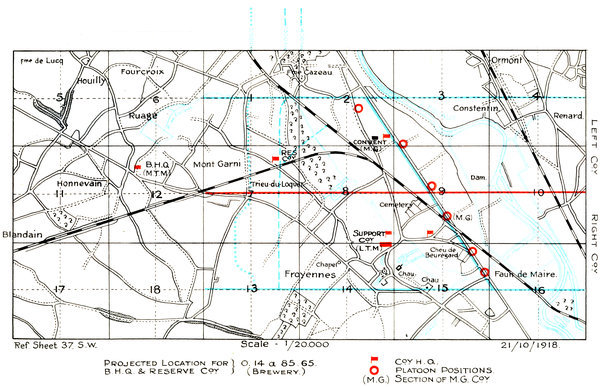 Fme de Lucq
Fourcroix
Fme Cazeau
Ormont
Houilly
5
6
1
2
3
4
Constentin
Ruage
Renard
LEFT COY
CONVENT
(M.G.)
RES. COY
B.H.Q.
(M.T.M.)
Mont Garni
Dam.
Honnevain
11
12
7
8
9
10
Trieu du Loquet
Cemetery
(M.G.)
Blandain
SUPPORT
COY
(L.T.M)
RIGHT COY
Cheu de
Beuregard
Chapel
Froyennes
Chau.
Chau.
Faub de Maire.
17
18
13
14
15
16
Ref Sheet 37. S.W.
Scale - 1/20.000
21/10/1918.
PROJECTED LOCATION FOR } O.14 a 85.65.
B.H.Q. & RESERVE COY } (BREWERY.)
COY H.Q.
PLATOON POSITIONS
(M.G.) SECTION OF M.G. COY